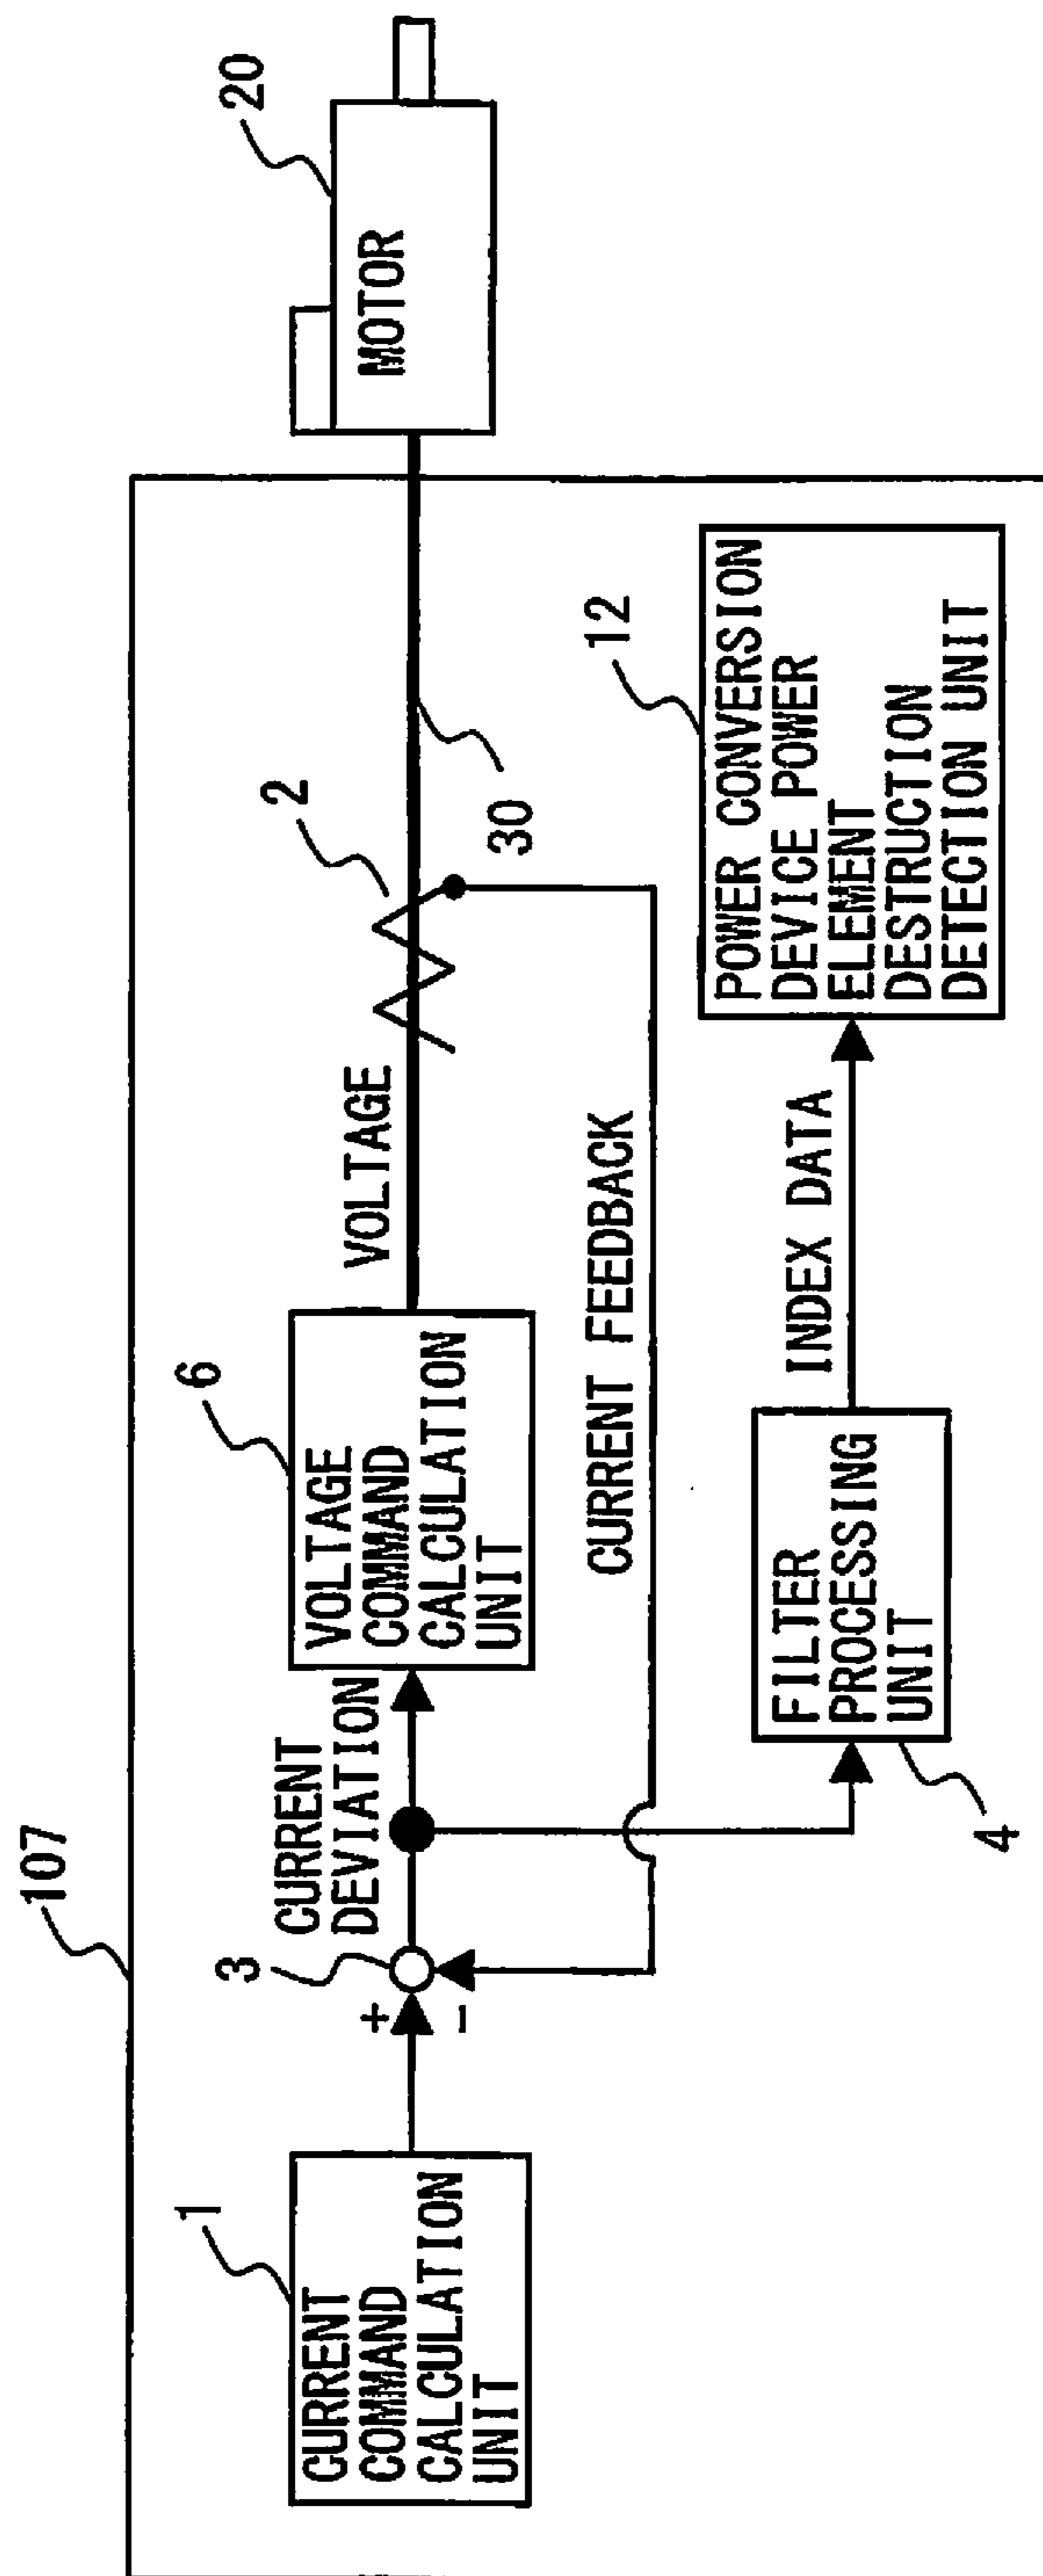 107
1
CURRENT
COMMAND
CALCULATION
UNIT
+
-
3
CURRENT
DEVIATION
6
VOLTAGE
COMMAND
CALCULATION
UNIT
VOLTAGE
2
30
20
MOTOR
CURRENT FEEDBACK
4
FILTER
PROCESSING
UNIT
INDEX DATA
12
POWER CONVERSION
DEVICE POWER
ELEMENT
DESTRUCTION
DETECTION UNIT